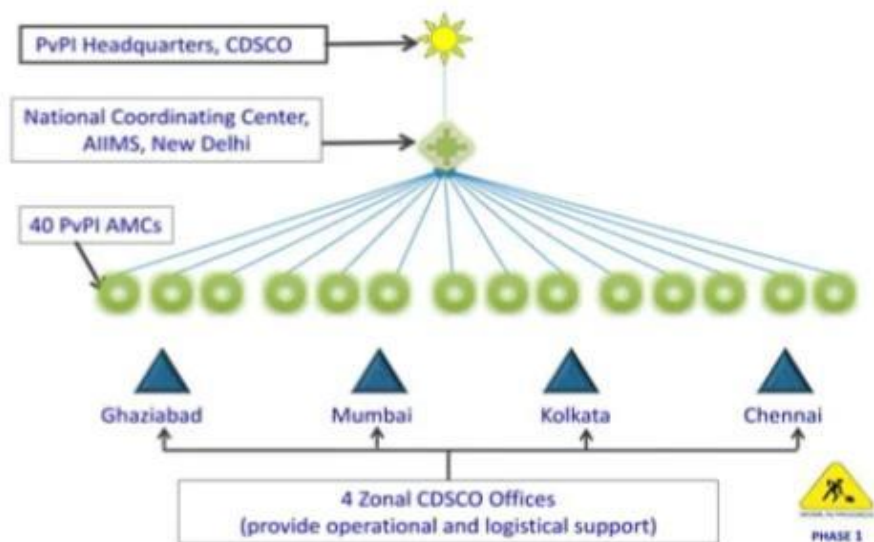 PvPI Headquarters, CDSCO
National Coordinating Center,
AIIMS, New Delhi
40 PvPI AMCs
Ghaziabad
Mumbai
Kolkata
Chennai
4 Zonal CDSCO Offices
(provide operational and logistical support)
PHASE 1